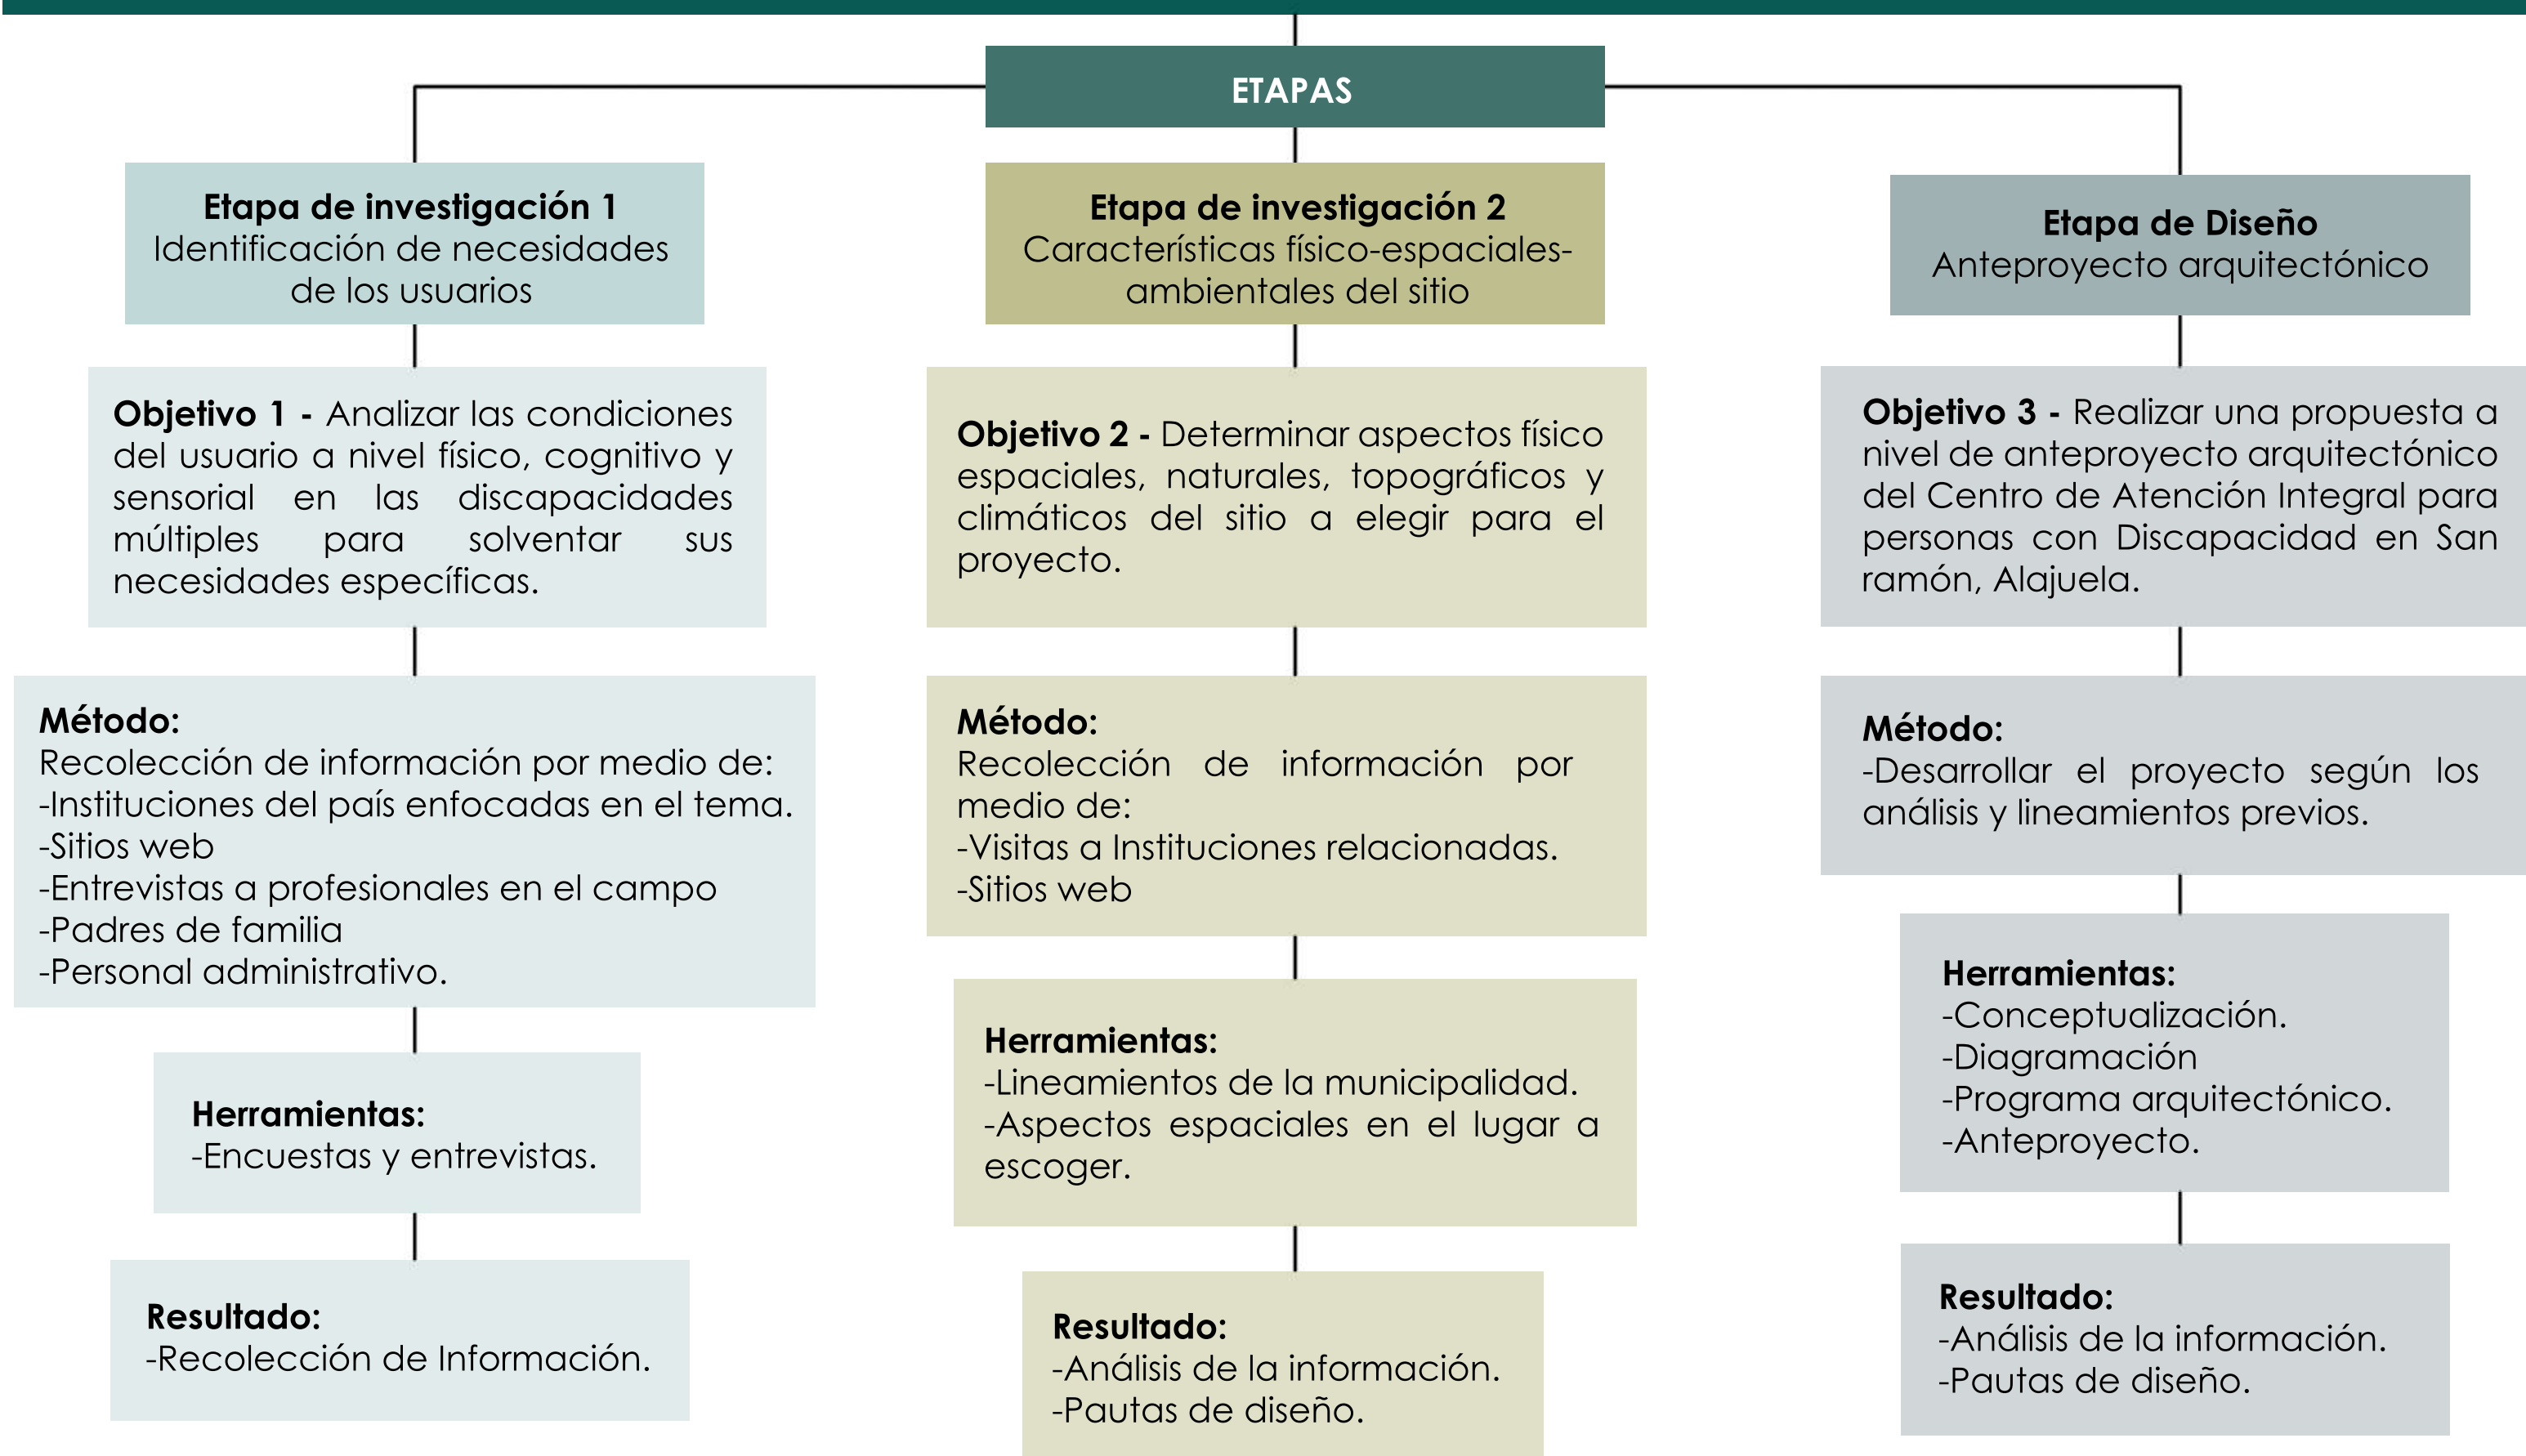 ETAPAS
Etapa de investigación 1
Identificación de necesidades
de los usuarios
Objetivo 1 - Analizar las condiciones
del usuario a nivel físico, cognitivo y
sensorial en las discapacidades
múltiples para solventar sus
necesidades específicas.
Método:
Recolección de información por medio de:
-Instituciones del país enfocadas en el tema.
-Sitios web
-Entrevistas a profesionales en el campo
-Padres de familia
-Personal administrativo.
Herramientas:
-Encuestas y entrevistas.
Resultado:
-Recolección de Información.
Etapa de investigación 2
Características físico-espaciales-
ambientales del sitio
Objetivo 2 - Determinar aspectos físico
espaciales, naturales, topográficos y
climáticos del sitio a elegir para el
proyecto.
Método:
Recolección de información por
medio de:
-Visitas a Instituciones relacionadas.
-Sitios web
Herramientas:
-Lineamientos de la municipalidad.
-Aspectos espaciales en el lugar a
escoger.
Resultado:
-Análisis de la información.
-Pautas de diseño.
Etapa de Diseño
Anteproyecto arquitectónico
Objetivo 3 - Realizar una propuesta a
nivel de anteproyecto arquitectónico
del Centro de Atención Integral para
personas con Discapacidad en San
ramón, Alajuela.
Método:
-Desarrollar el proyecto según los
análisis y lineamientos previos.
Herramientas:
-Conceptualización.
-Diagramación
-Programa arquitectónico.
-Anteproyecto.
Resultado:
-Análisis de la información.
-Pautas de diseño.